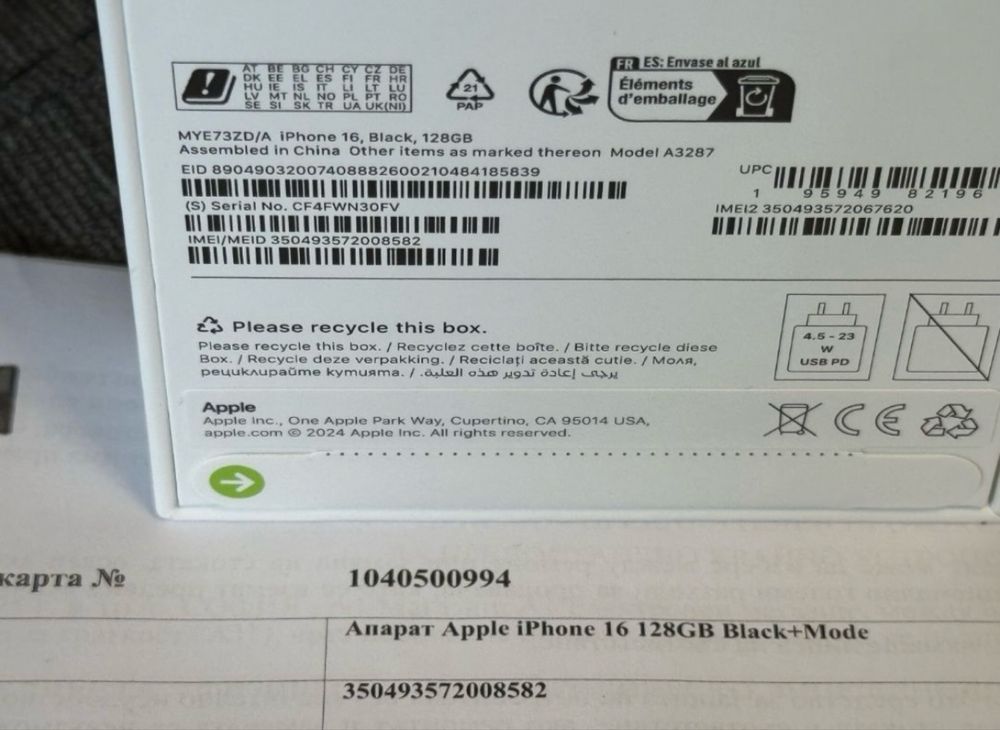 AT BE BG CH CY CZ DE
DK EE EL ES FI FR HR
HU IE IS IT LI LT LU
LV MT NL NO PL PT RO
SE SI SK TR UA UK(NI)
21
PAP
FR ES: Envase al azul
Éléments
d'emballage
MYE73ZD/A iPhone 16, Black, 128GB
Assembled in China Other items as marked thereon Model A3287
EID 89049032007408882600210484185839
UPC
1 95949 82196
(S) Serial No. CF4FWN30FV
IMEI2 350493572067620
IMEI/MEID 350493572008582
Please recycle this box.
Please recycle this box. / Recyclez cette boîte. / Bitte recycle diese
Box. / Recycle deze verpakking. / Reciclați această cutie. / Моля,
рециклирайте кутията. / يرجى إعادة تدوير هذه العلبة.
4.5 - 23
W
USB PD
Apple
Apple Inc., One Apple Park Way, Cupertino, CA 95014 USA,
apple.com © 2024 Apple Inc. All rights reserved.
CE
карта № 1040500994
Апарат Apple iPhone 16 128GB Black+Mode
350493572008582